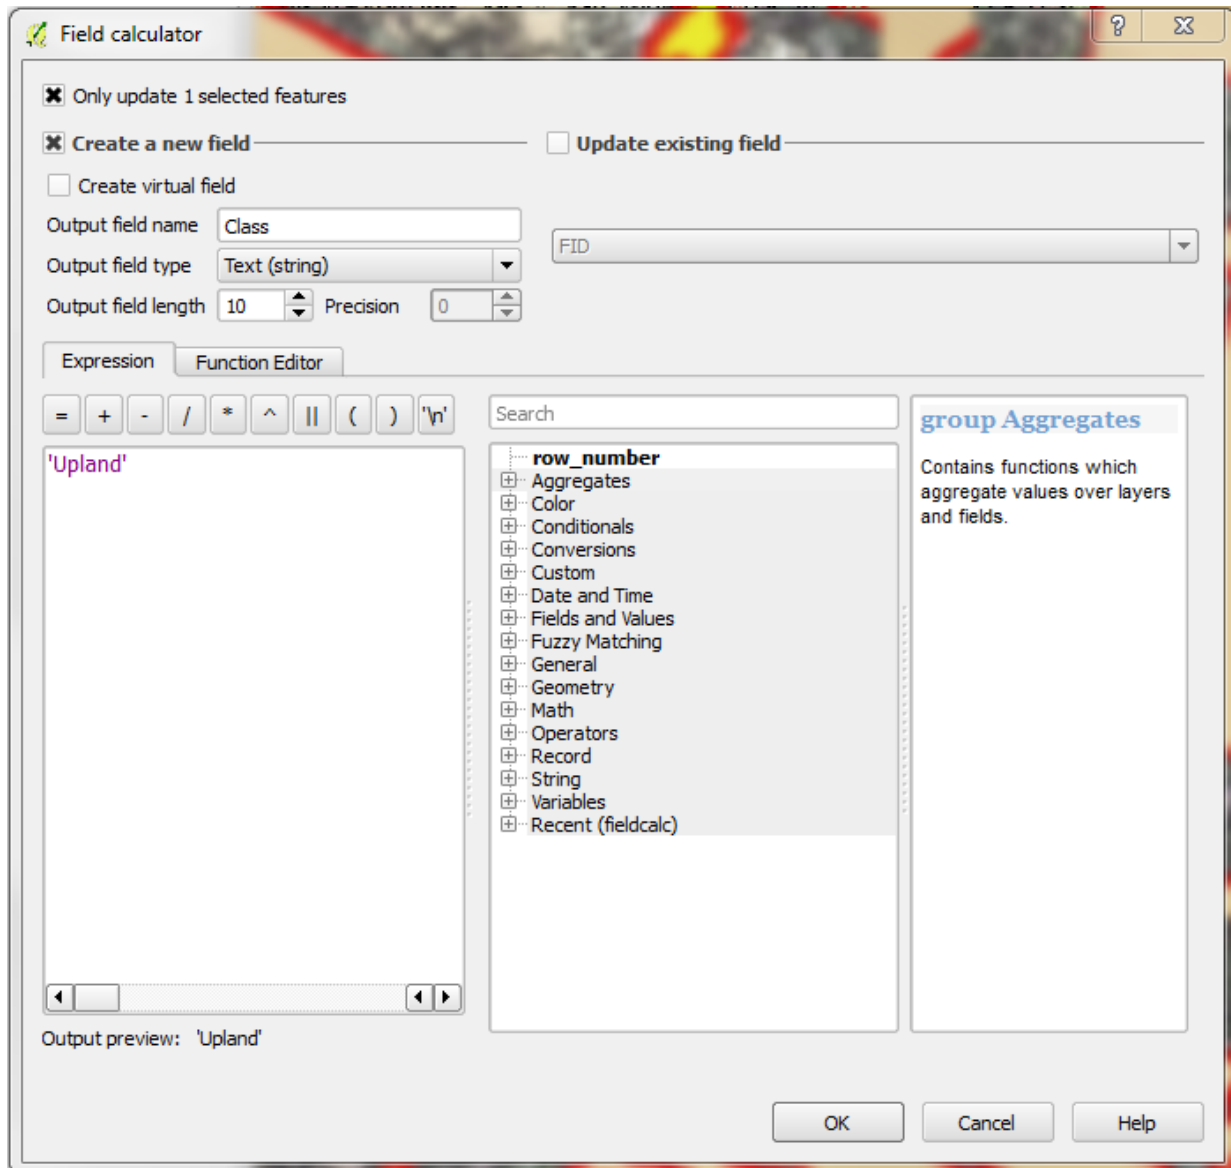 Field calculator
Only update 1 selected features
Create a new field
Update existing field
Create virtual field
Output field name Class
FID
Output field type Text (string)
Output field length 10 Precision 0
Expression Function Editor
= + - / * ^ || ( ) '\n'
Search
group Aggregates
'Upland'
row_number
Contains functions which
aggregate values over layers
and fields.
Aggregates
Color
Conditionals
Conversions
Custom
Date and Time
Fields and Values
Fuzzy Matching
General
Geometry
Math
Operators
Record
String
Variables
Recent (fieldcalc)
Output preview: 'Upland'
OK Cancel Help